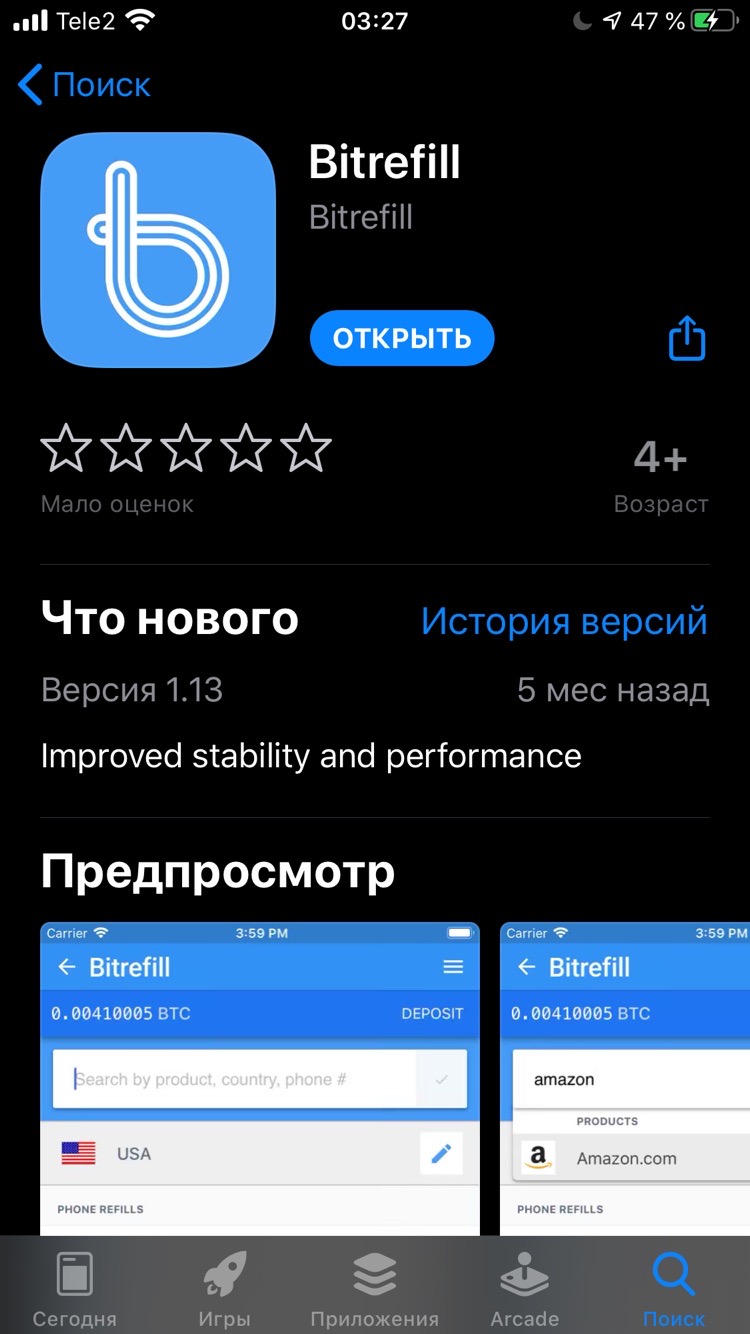 Tele2 03:27 47 %
Поиск
Bitrefill
Bitrefill
ОТКРЫТЬ
4+
Мало оценок Возраст
Что нового История версий
Версия 1.13 5 мес назад
Improved stability and performance
Предпросмотр
Carrier 3:59 PM
Bitrefill
0.00410005 BTC DEPOSIT
Search by product, country, phone #
USA
PHONE REFILLS
Carrier 3:59 PM
Bitrefill
0.00410005 BTC
amazon
PRODUCTS
a Amazon.com
PHONE REFILLS
Сегодня Игры Приложения Arcade Поиск